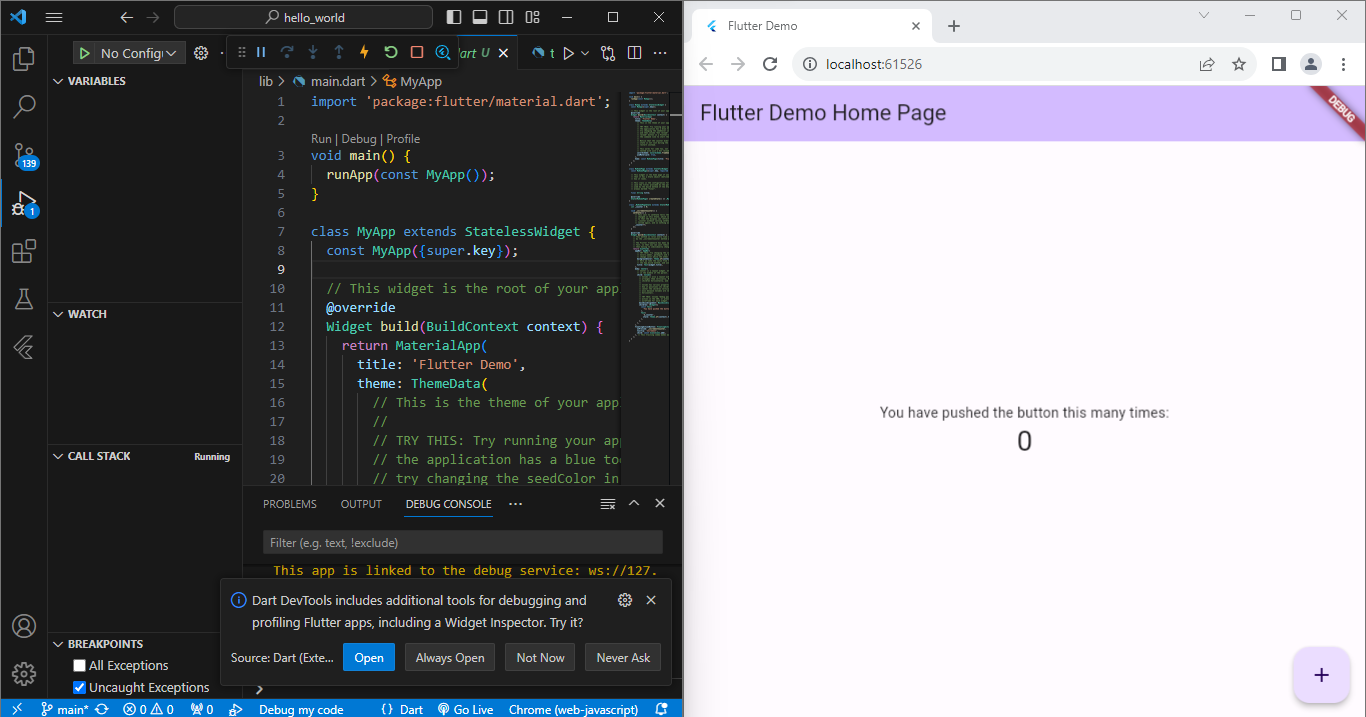 hello_world
No Config
dart U
t
VARIABLES
WATCH
CALL STACK
Running
BREAKPOINTS
All Exceptions
Uncaught Exceptions
139
1
lib > main.dart > MyApp
1 import 'package:flutter/material.dart';
2
Run | Debug | Profile
3 void main() {
4 runApp(const MyApp());
5 }
6
7 class MyApp extends StatelessWidget {
8 const MyApp({super.key});
9
10 // This widget is the root of your app
11 @override
12 Widget build(BuildContext context) {
13 return MaterialApp(
14 title: 'Flutter Demo',
15 theme: ThemeData(
16 // This is the theme of your app
17 //
18 // TRY THIS: Try running your ap
19 // the application has a blue to
20 // try changing the seedColor in
PROBLEMS OUTPUT DEBUG CONSOLE ···
Filter (e.g. text, !exclude)
This app is linked to the debug service: ws://127.
Dart DevTools includes additional tools for debugging and
profiling Flutter apps, including a Widget Inspector. Try it?
Source: Dart (Exte... Open Always Open Not Now Never Ask
main* 0 0 0 Debug my code { } Dart Go Live Chrome (web-javascript)
Flutter Demo
localhost:61526
Flutter Demo Home Page
DEBUG
You have pushed the button this many times:
0
+